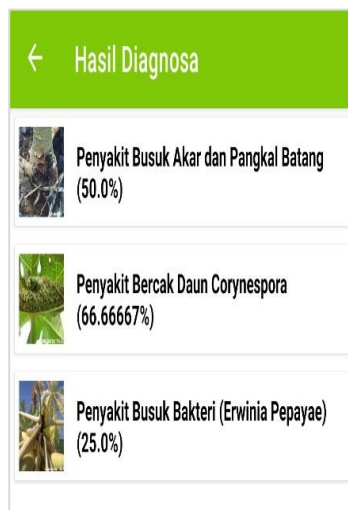 Hasil Diagnosa
Penyakit Busuk Akar dan Pangkal Batang
(50.0%)
Penyakit Bercak Daun Corynespora
(66.66667%)
Penyakit Busuk Bakteri (Erwinia Pepayae)
(25.0%)